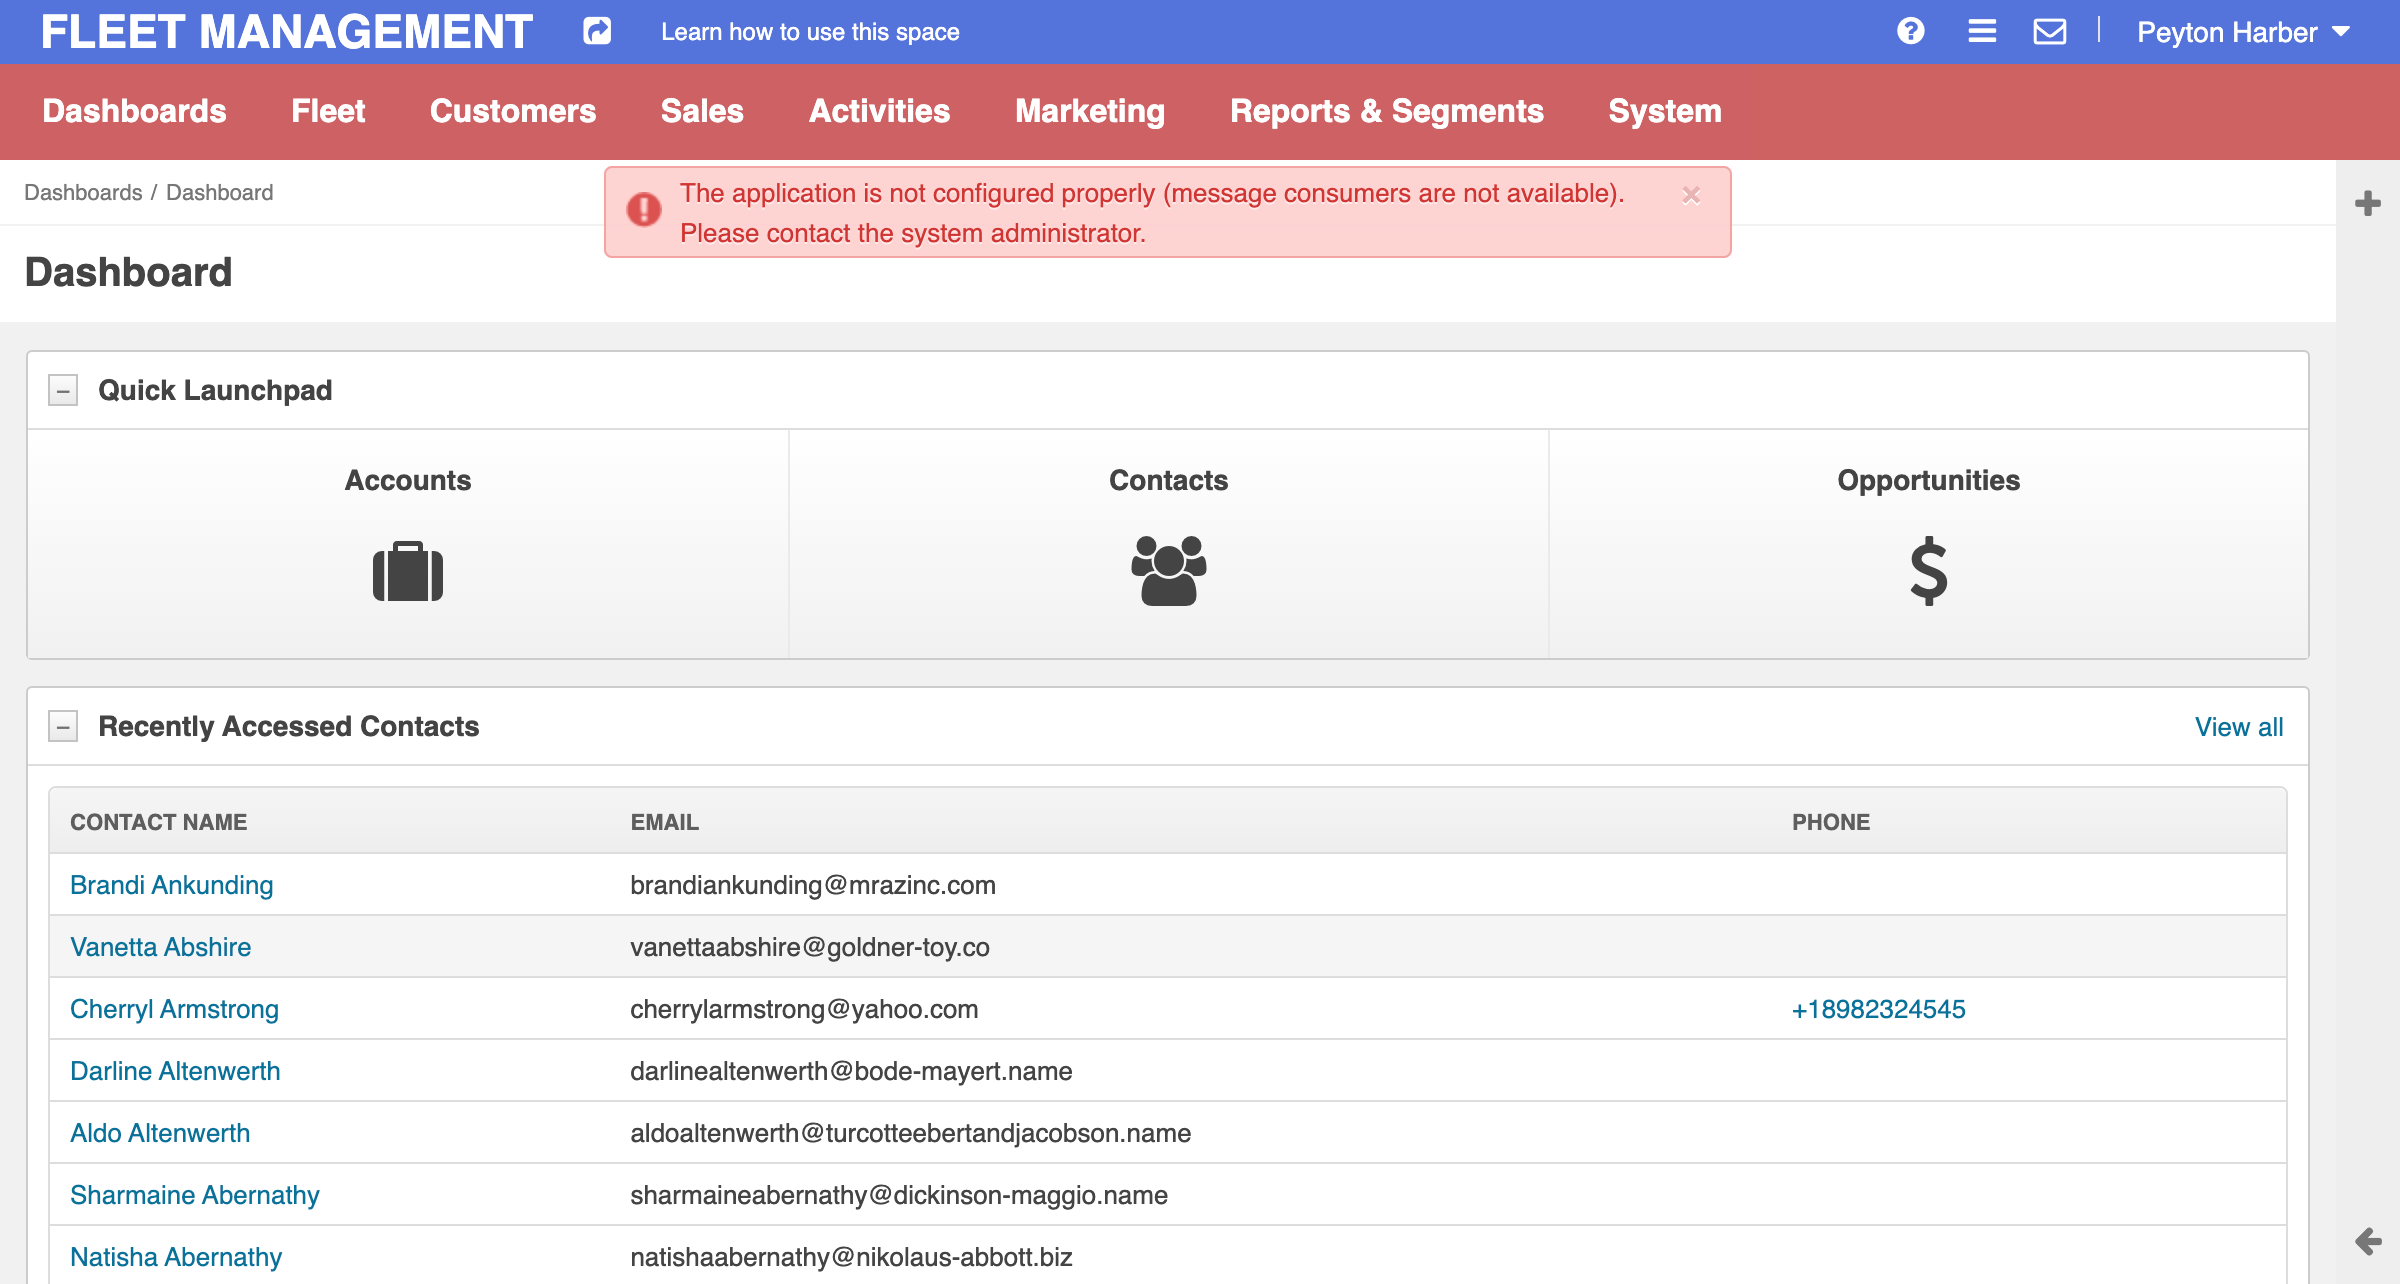 FLEET MANAGEMENT
Learn how to use this space
Peyton Harber
Dashboards Fleet Customers Sales Activities Marketing Reports & Segments System
Dashboards / Dashboard
The application is not configured properly (message consumers are not available).
Please contact the system administrator.
Dashboard
Quick Launchpad
Accounts Contacts Opportunities
Recently Accessed Contacts View all
CONTACT NAME EMAIL PHONE
Brandi Ankunding brandiankunding@mrazinc.com
Vanetta Abshire vanettaabshire@goldner-toy.co
Cherryl Armstrong cherrylarmstrong@yahoo.com +18982324545
Darline Altenwerth darlinealtenwerth@bode-mayert.name
Aldo Altenwerth aldoaltenwerth@turcotteebertandjacobson.name
Sharmaine Abernathy sharmaineabernathy@dickinson-maggio.name
Natisha Abernathy natishaabernathy@nikolaus-abbott.biz